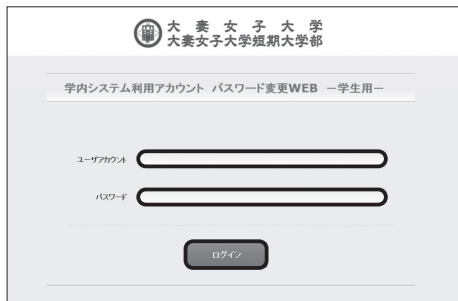 大妻女子大学
大妻女子大学短期大学部
学内システム利用アカウント パスワード変更WEB －学生用－
ユーザアカウント
パスワード
ログイン